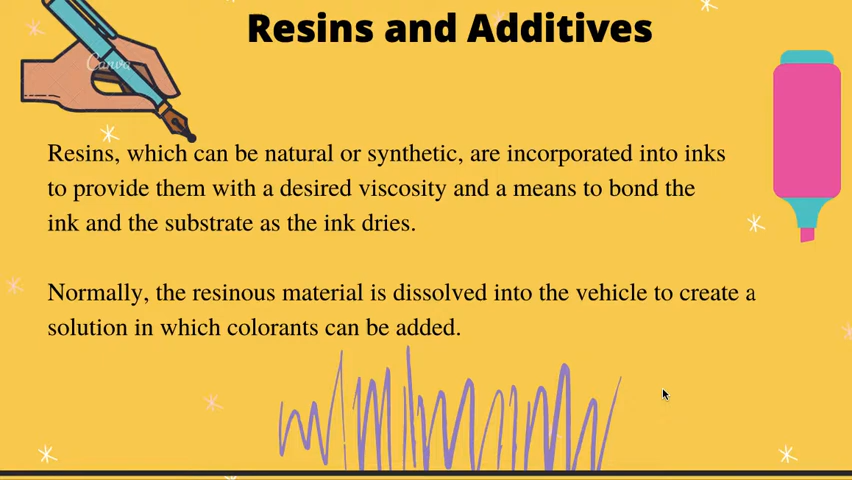 Resins and Additives
Canva
Resins, which can be natural or synthetic, are incorporated into inks
to provide them with a desired viscosity and a means to bond the
ink and the substrate as the ink dries.
Normally, the resinous material is dissolved into the vehicle to create a
solution in which colorants can be added.